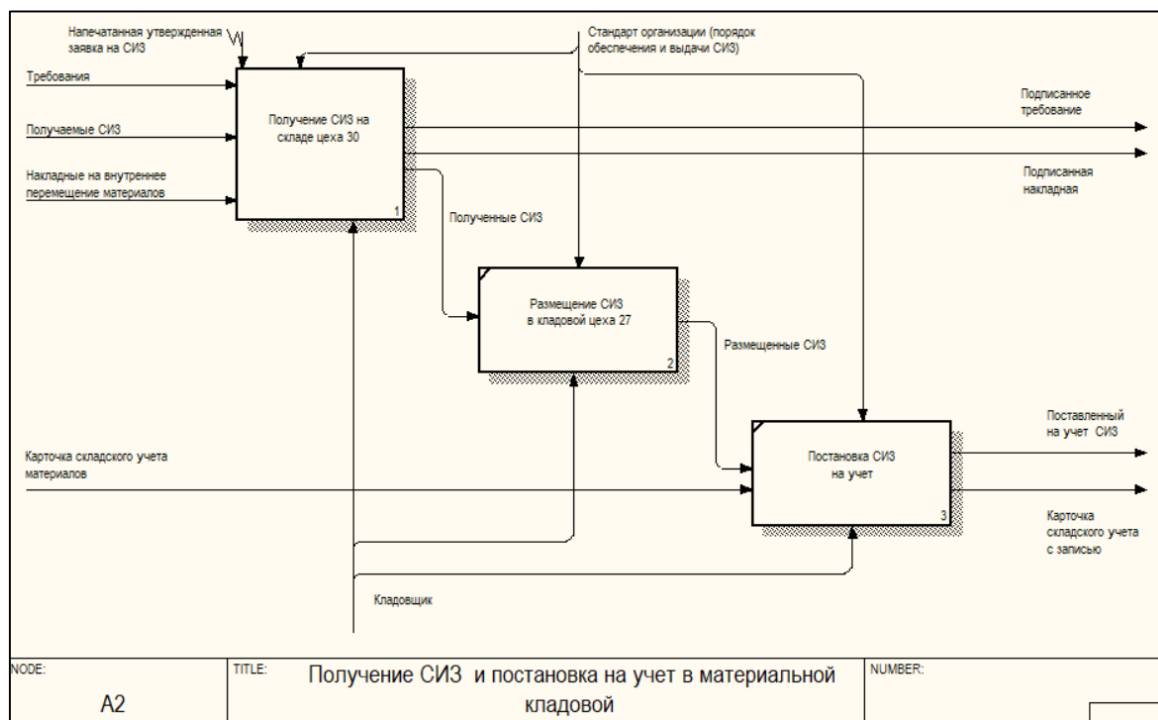 Напечатанная утвержденная
заявка на СИЗ
Стандарт организации (порядок
обеспечения и выдачи СИЗ)
Требования
Получаемые СИЗ
Накладные на внутреннее
перемещение материалов
Получение СИЗ на
складе цеха 30
1
Подписанное
требование
Подписанная
накладная
Полученные СИЗ
Размещение СИЗ
в кладовой цеха 27
2
Размещенные СИЗ
Карточка складского учета
материалов
Постановка СИЗ
на учет
3
Поставленный
на учет СИЗ
Карточка
складского учета
с записью
Кладовщик
NODE:
A2
TITLE:
Получение СИЗ и постановка на учет в материальной
кладовой
NUMBER: